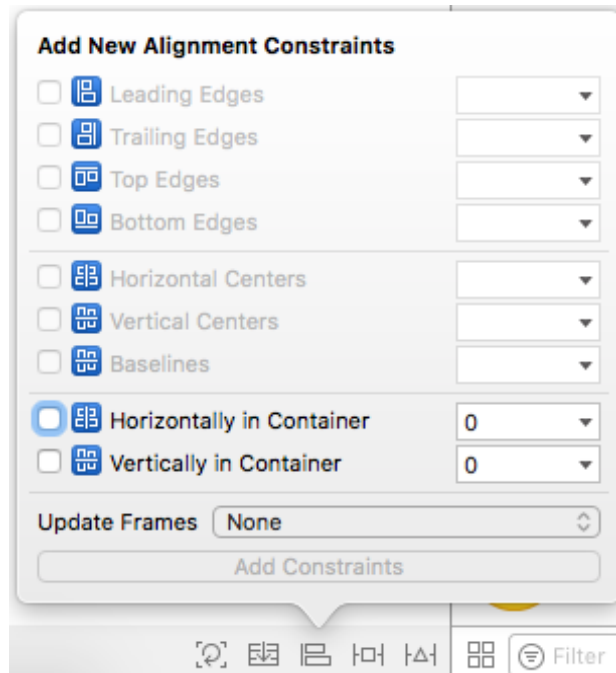 Add New Alignment Constraints
Leading Edges
Trailing Edges
Top Edges
Bottom Edges
Horizontal Centers
Vertical Centers
Baselines
Horizontally in Container 0
Vertically in Container 0
Update Frames None
Add Constraints
Filter